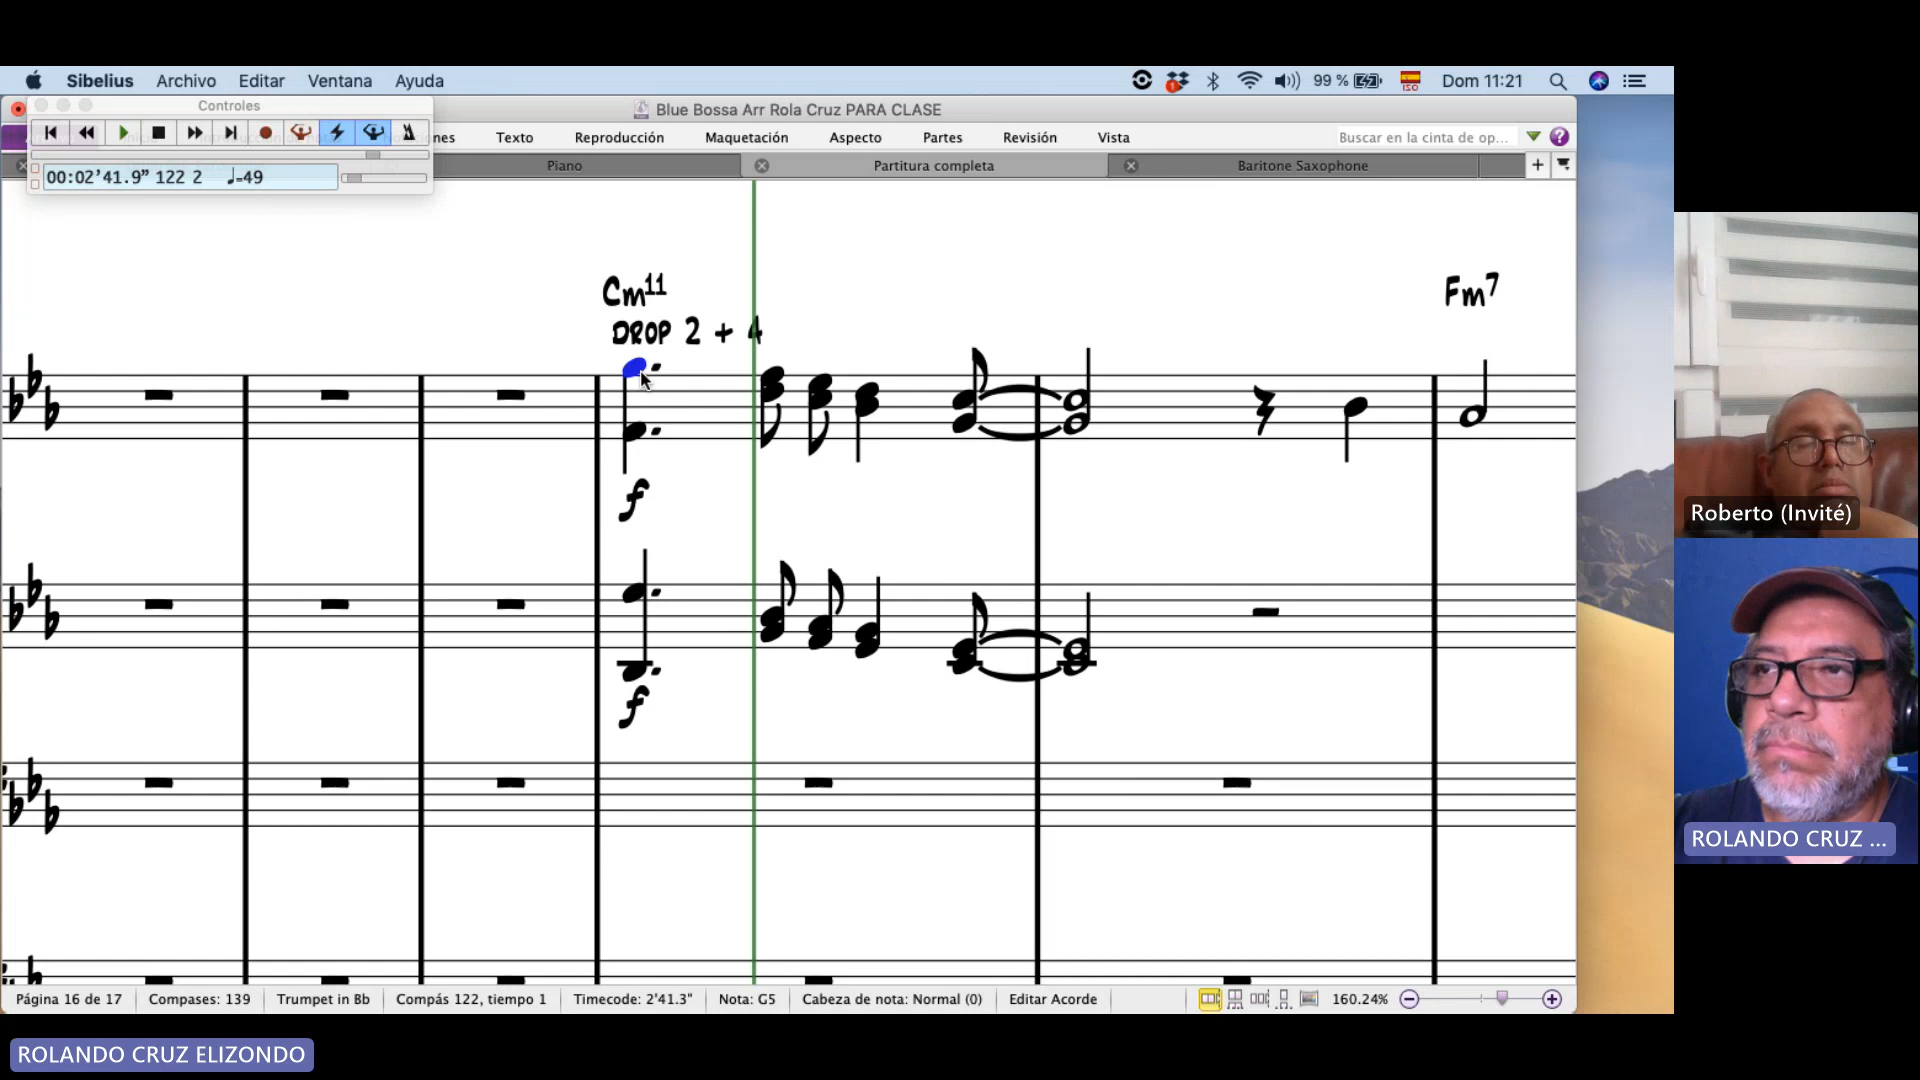 Sibelius Archivo Editar Ventana Ayuda 99 % ISO Dom 11:21
Controles
Blue Bossa Arr Rola Cruz PARA CLASE
nes Texto Reproducción Maquetación Aspecto Partes Revisión Vista Buscar en la cinta de op... ?
Piano Partitura completa Baritone Saxophone +
00:02'41.9” 122 2 ♩=49
Cm11 Fm7
DROP 2 + 4
f
f
Página 16 de 17 Compases: 139 Trumpet in Bb Compás 122, tiempo 1 Timecode: 2'41.3" Nota: G5 Cabeza de nota: Normal (0) Editar Acorde 160.24%
Roberto (Invité)
ROLANDO CRUZ ...
ROLANDO CRUZ ELIZONDO